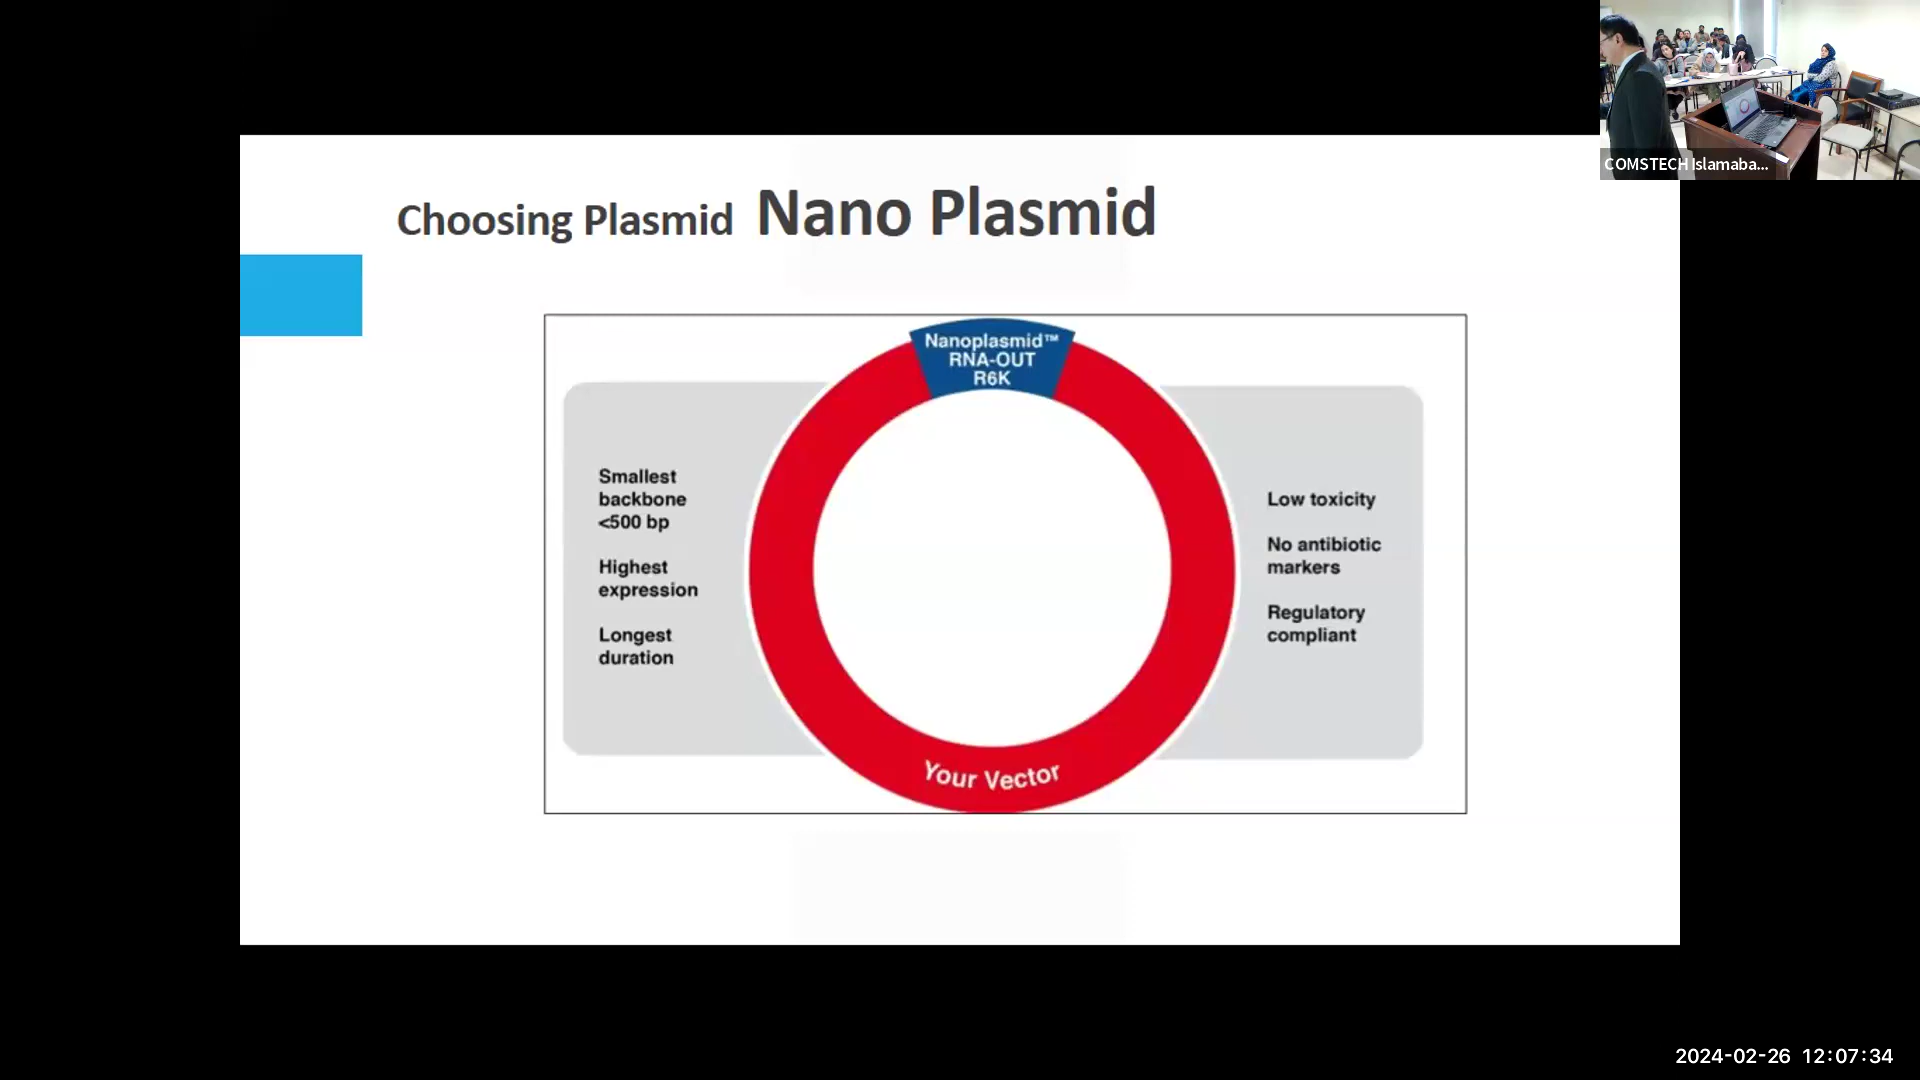 COMSTECH Islamaba...
Choosing Plasmid Nano Plasmid
Nanoplasmid™
RNA-OUT
R6K
Smallest
backbone
<500 bp
Highest
expression
Longest
duration
Low toxicity
No antibiotic
markers
Regulatory
compliant
Your Vector
2024-02-26 12:07:34